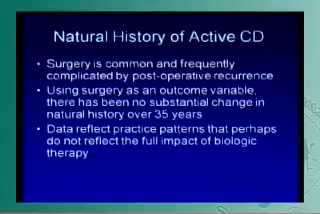 Natural History of Active CD
• Surgery is common and frequently
complicated by post-operative recurrence
• Using surgery as an outcome variable,
there has been no substantial change in
natural history over 35 years
• Data reflect practice patterns that perhaps
do not reflect the full impact of biologic
therapy